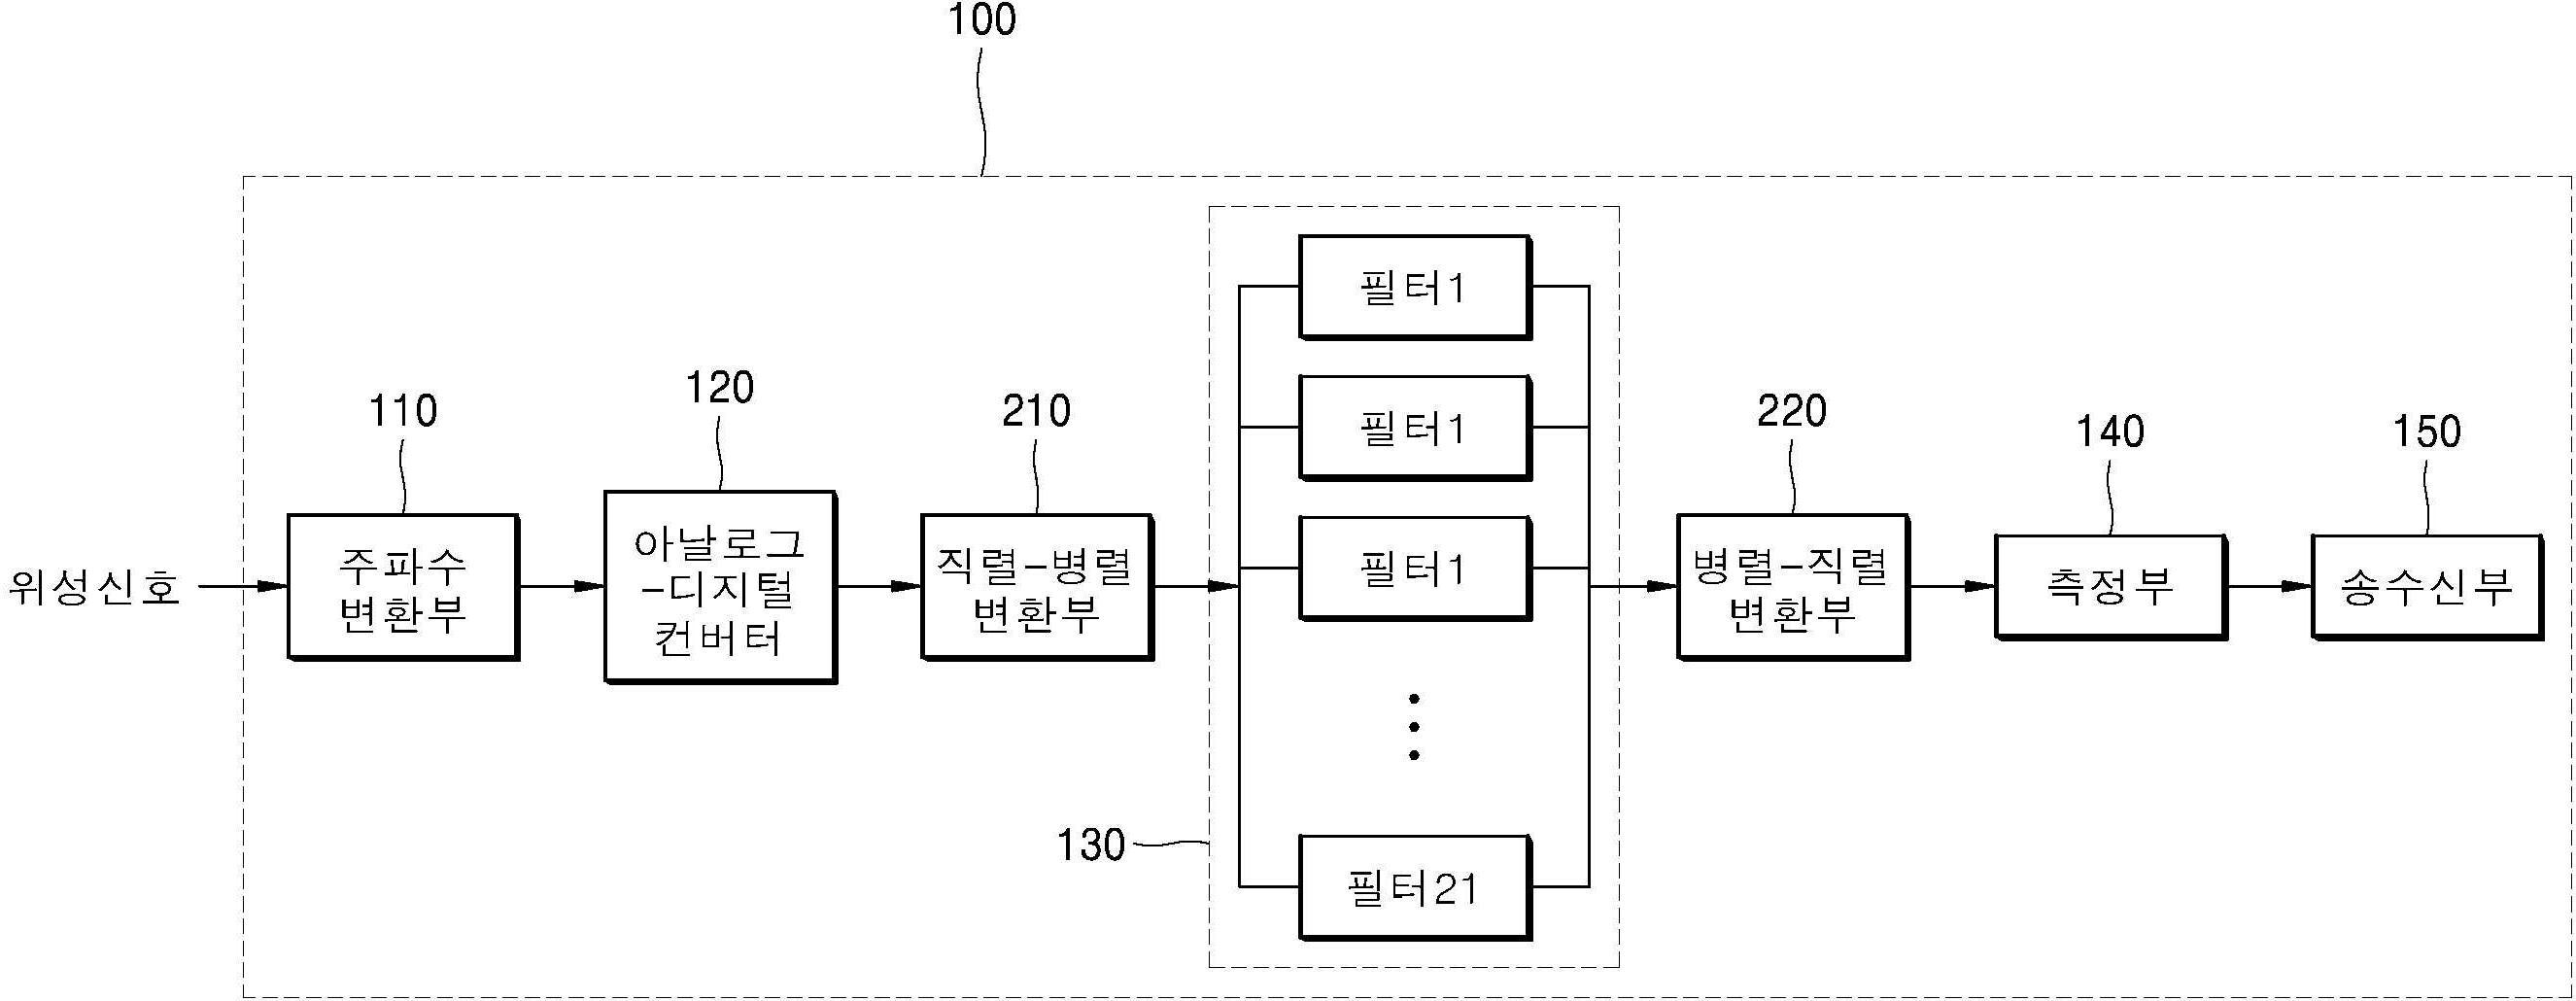 100
110
120
210
220
140
150
위성신호
주파수
변환부
아날로그
-디지털
컨버터
직렬-병렬
변환부
필터1
필터1
필터1
필터21
130
병렬-직렬
변환부
측정부
송수신부